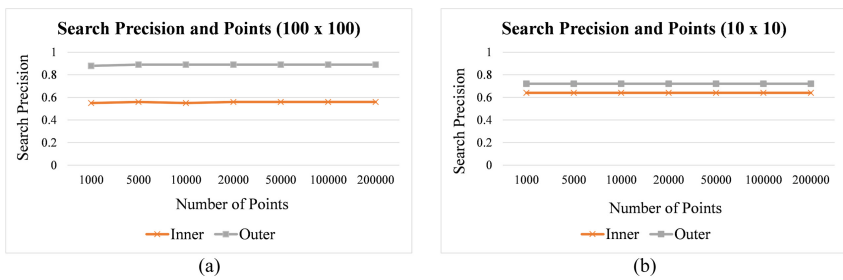 Search Precision and Points (100 x 100)
Search Precision
1
0.8
0.6
0.4
0.2
0
1000 5000 10000 20000 50000 100000 200000
Number of Points
Inner Outer
(a)
Search Precision and Points (10 x 10)
Search Precision
1
0.8
0.6
0.4
0.2
0
1000 5000 10000 20000 50000 100000 200000
Number of Points
Inner Outer
(b)